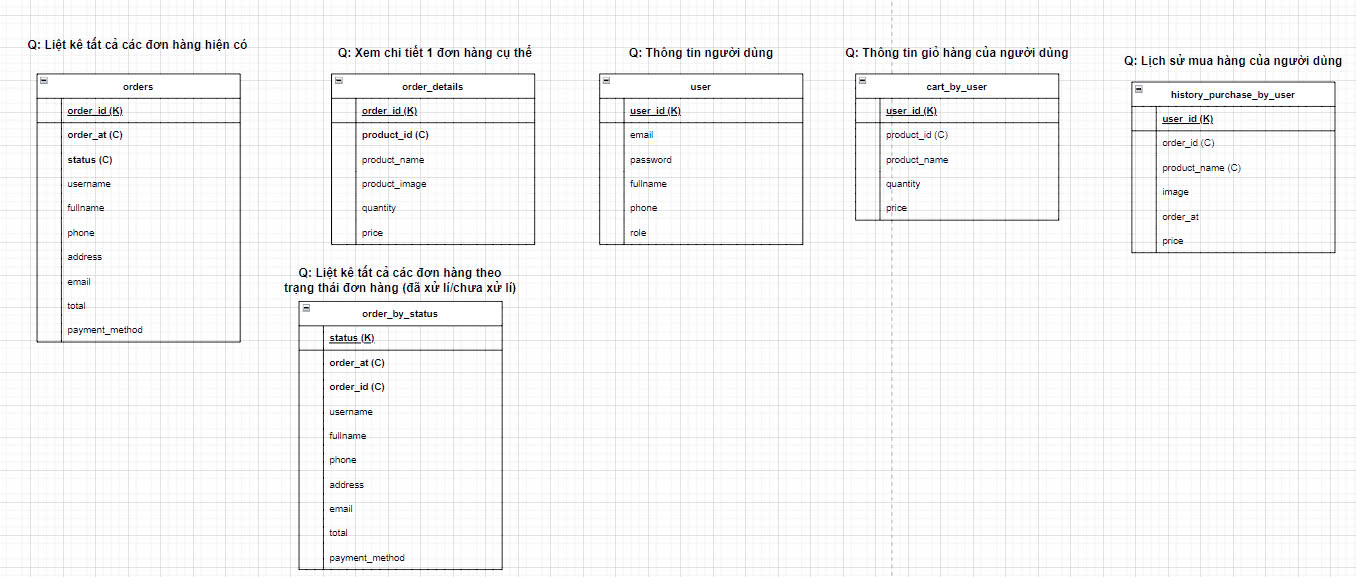 Q: Liệt kê tất cả các đơn hàng hiện có
orders
order_id (K)
order_at (C)
status (C)
username
fullname
phone
address
email
total
payment_method
Q: Xem chi tiết 1 đơn hàng cụ thể
order_details
order_id (K)
product_id (C)
product_name
product_image
quantity
price
Q: Liệt kê tất cả các đơn hàng theo
trạng thái đơn hàng (đã xử lí/chưa xử lí)
order_by_status
status (K)
order_at (C)
order_id (C)
username
fullname
phone
address
email
total
payment_method
Q: Thông tin người dùng
user
user_id (K)
email
password
fullname
phone
role
Q: Thông tin giỏ hàng của người dùng
cart_by_user
user_id (K)
product_id (C)
product_name
quantity
price
Q: Lịch sử mua hàng của người dùng
history_purchase_by_user
user_id (K)
order_id (C)
product_name (C)
image
order_at
price